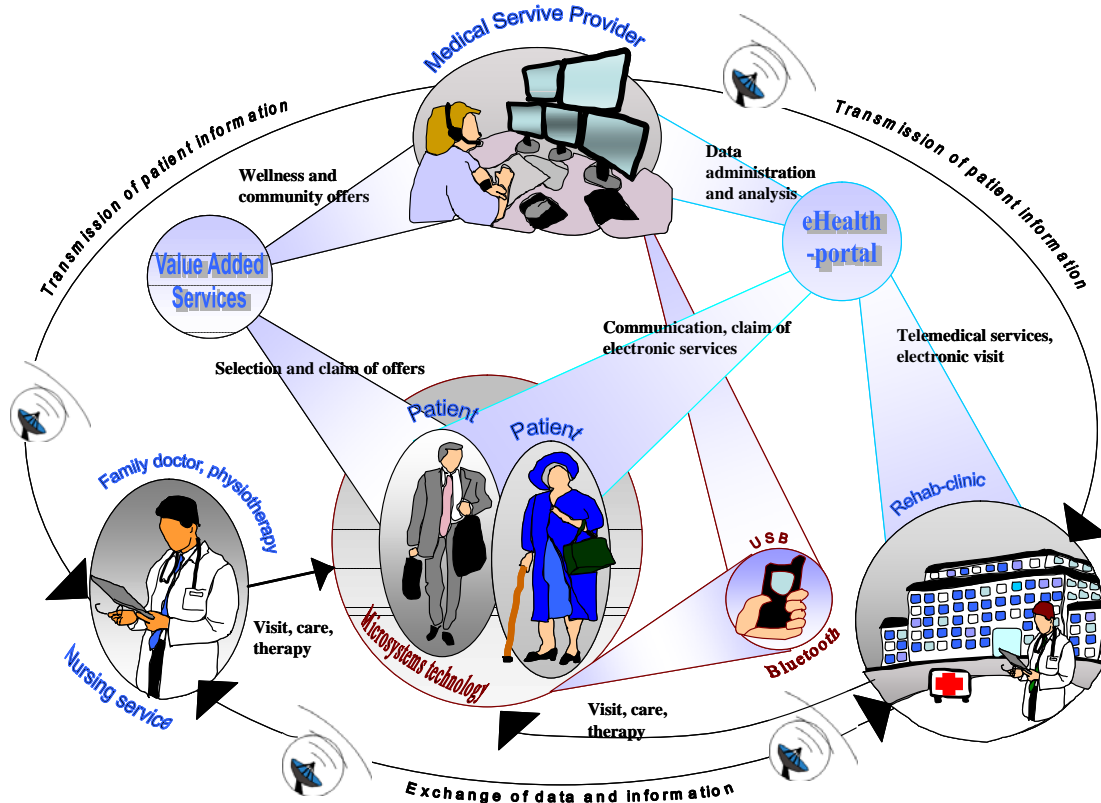 Medical Servive Provider
Transmission of patient information
Transmission of patient information
Wellness and
community offers
Data
administration
and analysis
eHealth
-portal
Value Added
Services
Communication, claim of
electronic services
Telemedical services,
electronic visit
Selection and claim of offers
Patient
Patient
Family doctor, physiotherapy
Rehab-clinic
USB
Visit, care,
therapy
Nursing service
Microsystems technology
Bluetooth
Visit, care,
therapy
Exchange of data and information